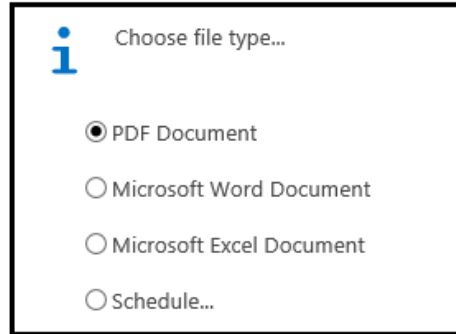 Choose file type...
PDF Document
Microsoft Word Document
Microsoft Excel Document
Schedule...